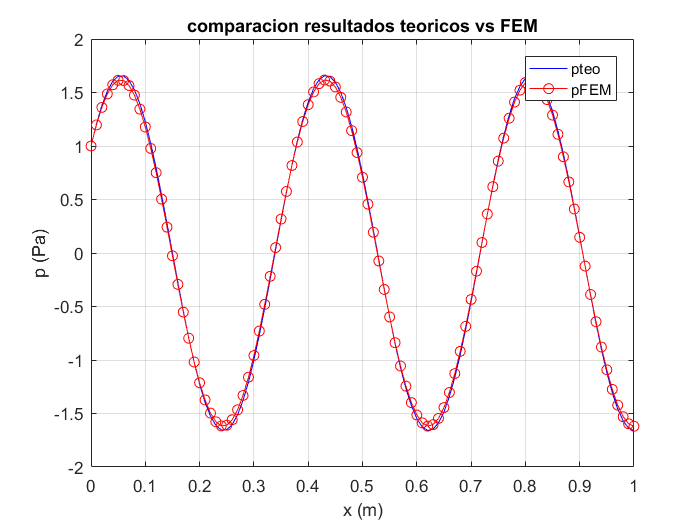 comparacion resultados teoricos vs FEM
pteo
pFEM
p (Pa)
2
1.5
1
0.5
0
-0.5
-1
-1.5
-2
0 0.1 0.2 0.3 0.4 0.5 0.6 0.7 0.8 0.9 1
x (m)